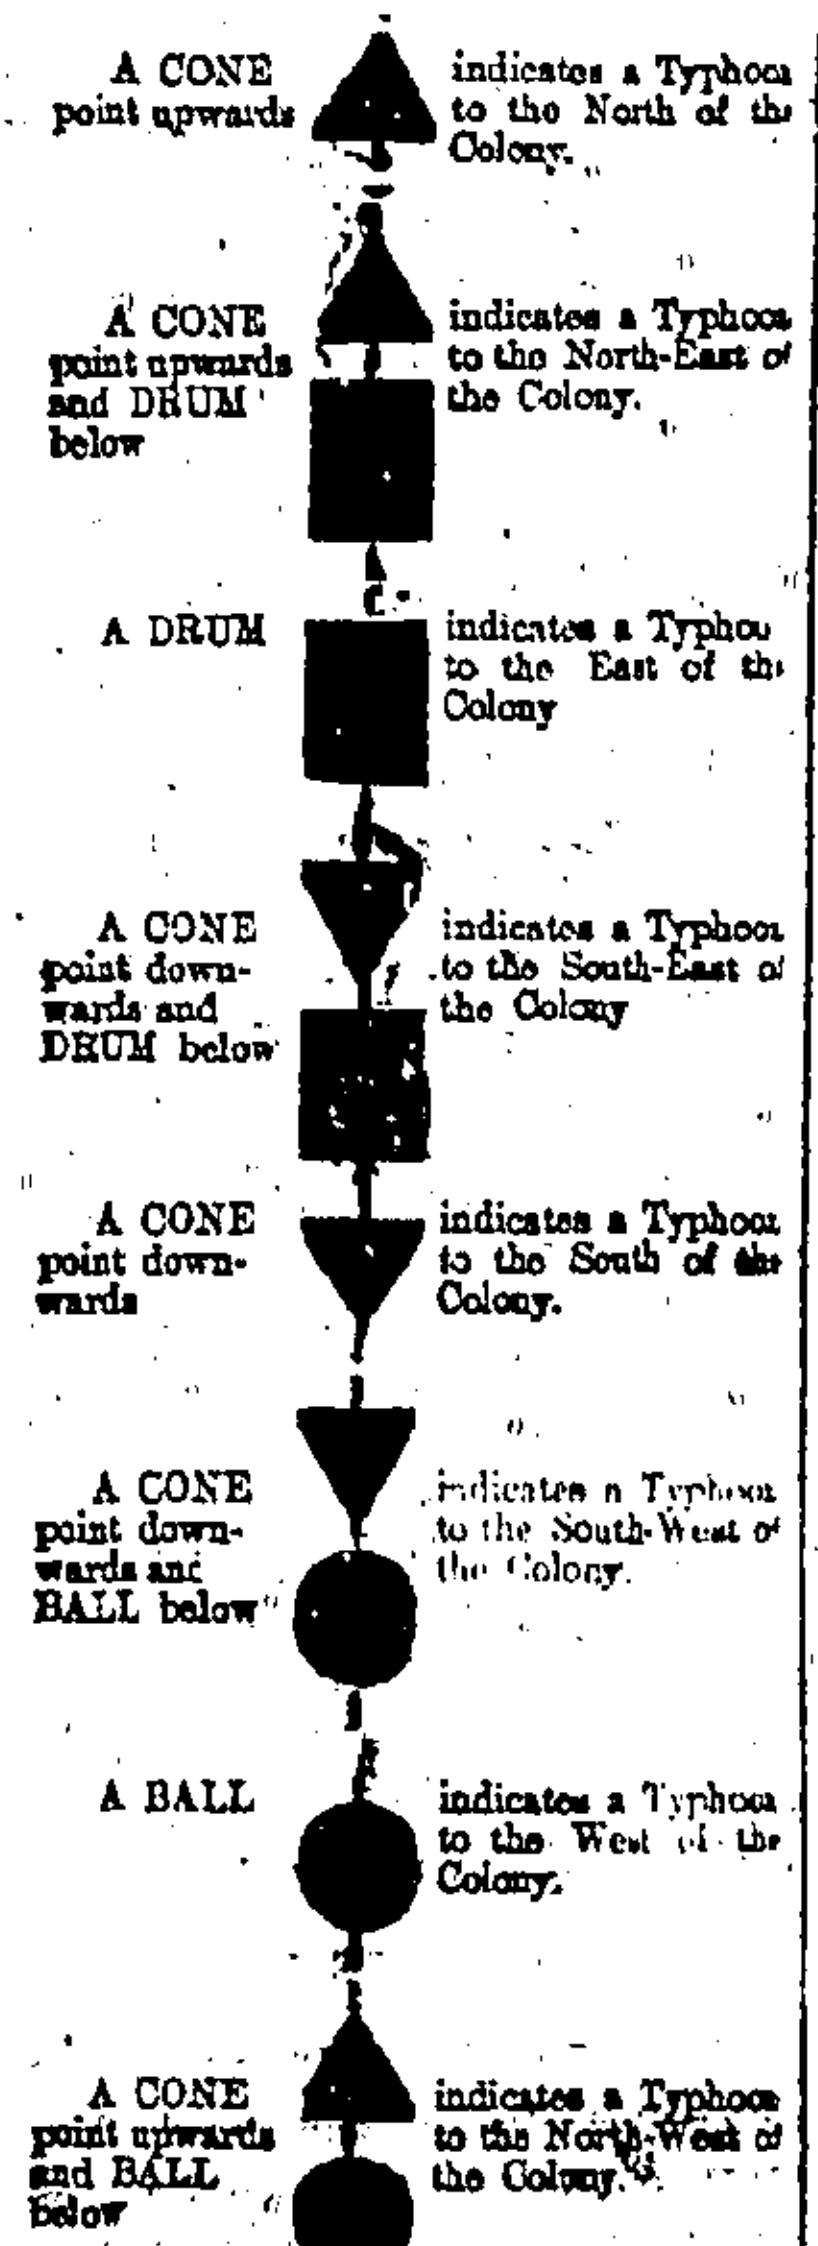 A CONE
point upwards
indicates a Typhoon
to the North of the
Colony.
A CONE
point upwards
and DRUM
below
indicates a Typhoon
to the North-East of
the Colony.
A DRUM
indicates a Typhoo
to the East of the
Colony
A CONE
point down-
wards and
DRUM below
indicates a Typhoon
to the South-East of
the Colony
A CONE
point down-
wards
indicates a Typhoon
to the South of the
Colony.
A CONE
point down-
wards and
BALL below
indicates a Typhoon
to the South-West of
the Colony.
A BALL
indicates a Typhoon
to the West of the
Colony.
A CONE
point upwards
and BALL
below
indicates a Typhoon
to the North-West of
the Colony.